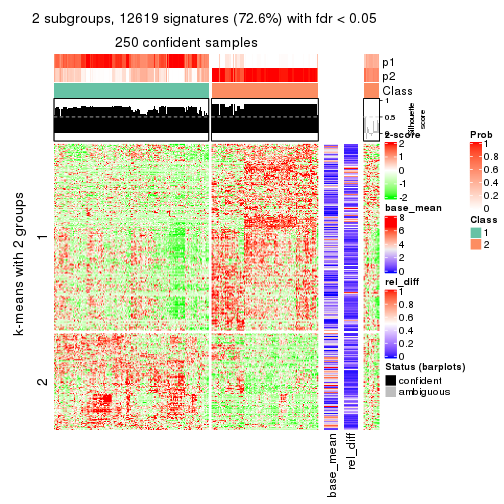 2 subgroups, 12619 signatures (72.6%) with fdr < 0.05
250 confident samples
p1
p2
Class
1
0.5
Silhouette
score
k-means with 2 groups
1
2
base_mean
rel_diff
z-score
2
1
0
-1
-2
base_mean
8
6
4
2
0
rel_diff
1
0.8
0.6
0.4
0.2
0
Status (barplots)
confident
ambiguous
Prob
1
0.8
0.6
0.4
0.2
0
Class
1
2